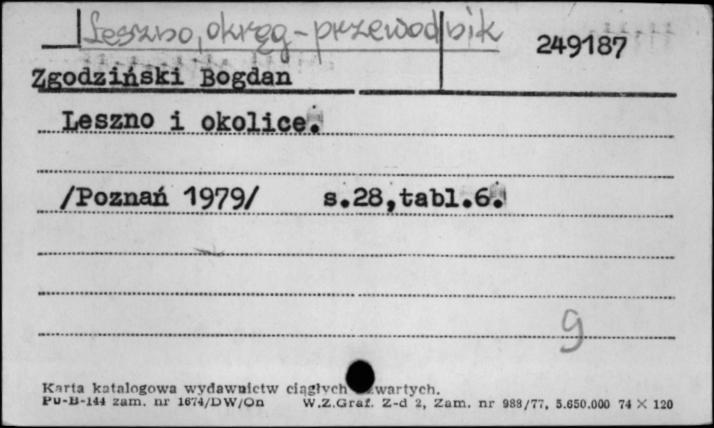 Leszno, okręg - przewodnik
249187
Zgodziński Bogdan
Leszno i okolice.
/Poznań 1979/ s.28,tabl.6.
9
Karta katalogowa wydawnictw ciągłych i zwartych.
PU-B-144 zam. nr 1674/DW/On W.Z.Graf. Z-d 2, Zam. nr 988/77, 5.650.000 74 × 120